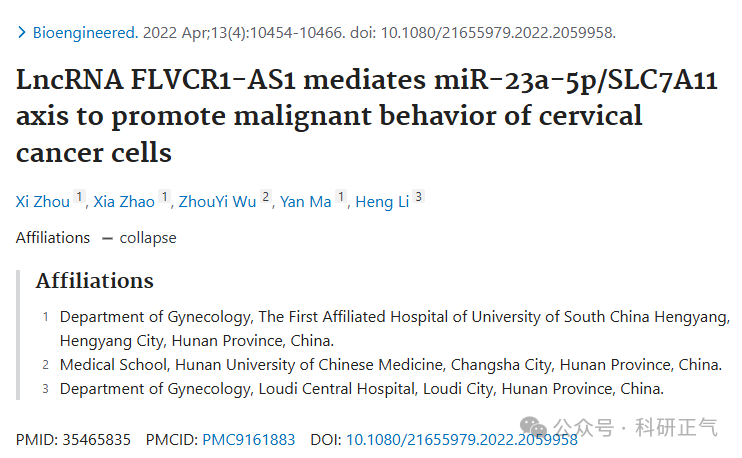 Bioengineered. 2022 Apr;13(4):10454-10466. doi: 10.1080/21655979.2022.2059958.
LncRNA FLVCR1-AS1 mediates miR-23a-5p/SLC7A11
axis to promote malignant behavior of cervical
cancer cells
Xi Zhou 1, Xia Zhao 1, ZhouYi Wu 2, Yan Ma 1, Heng Li 3
Affiliations — collapse
Affiliations
1 Department of Gynecology, The First Affiliated Hospital of University of South China Hengyang,
Hengyang City, Hunan Province, China.
2 Medical School, Hunan University of Chinese Medicine, Changsha City, Hunan Province, China.
3 Department of Gynecology, Loudi Central Hospital, Loudi City, Hunan Province, China.
PMID: 35465835 PMCID: PMC9161883 DOI: 10.1080/21655979.2022.2059958
公众号 · 科研正气